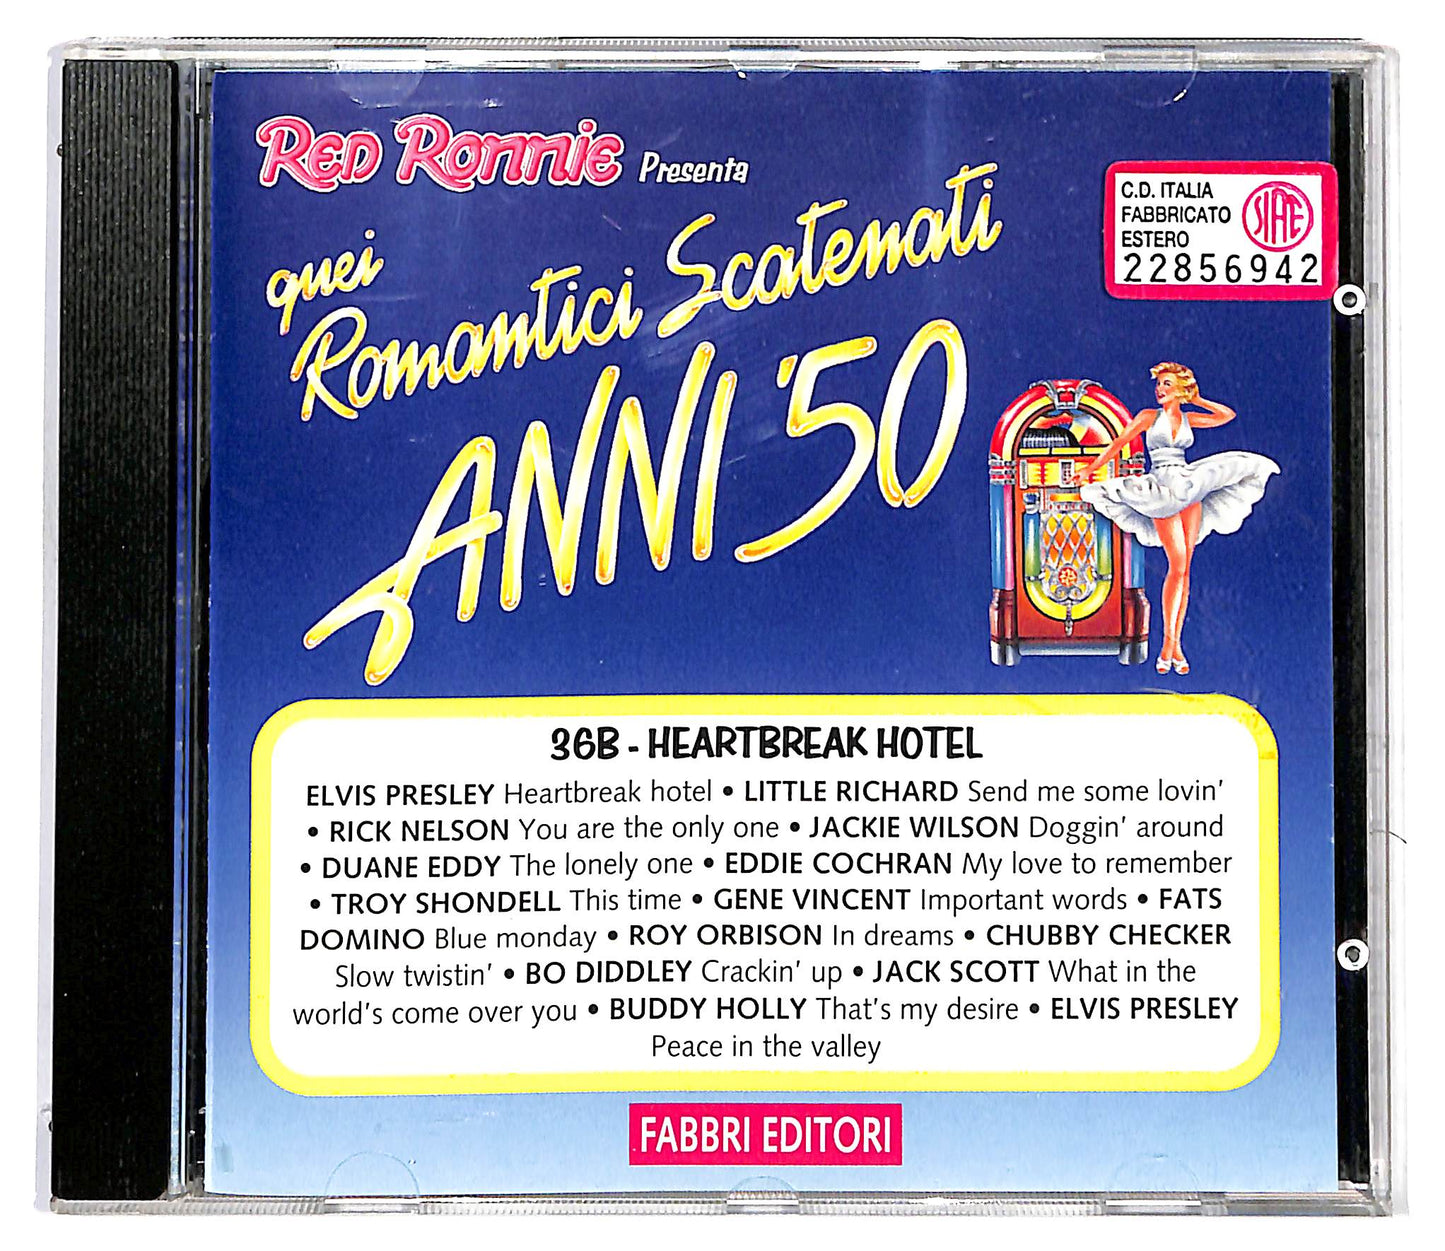 RED RONNIE Presenta
quei
Romantici Scatenati
ANNI '50
C.D. ITALIA
FABBRICATO
ESTERO
SIAE
22856942
36B - HEARTBREAK HOTEL
ELVIS PRESLEY Heartbreak hotel • LITTLE RICHARD Send me some lovin'
• RICK NELSON You are the only one • JACKIE WILSON Doggin' around
• DUANE EDDY The lonely one • EDDIE COCHRAN My love to remember
• TROY SHONDELL This time • GENE VINCENT Important words • FATS
DOMINO Blue monday • ROY ORBISON In dreams • CHUBBY CHECKER
Slow twistin' • BO DIDDLEY Crackin' up • JACK SCOTT What in the
world's come over you • BUDDY HOLLY That's my desire • ELVIS PRESLEY
Peace in the valley
FABBRI EDITORI